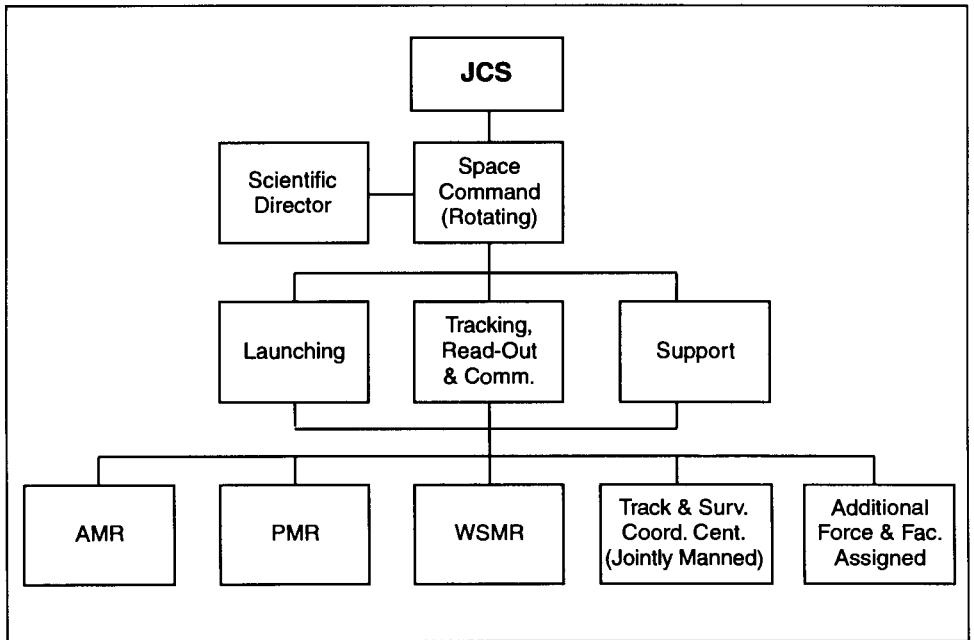 JCS
Scientific
Director
Space
Command
(Rotating)
Launching
Tracking,
Read-Out
& Comm.
Support
AMR
PMR
WSMR
Track & Surv.
Coord. Cent.
(Jointly Manned)
Additional
Force & Fac.
Assigned